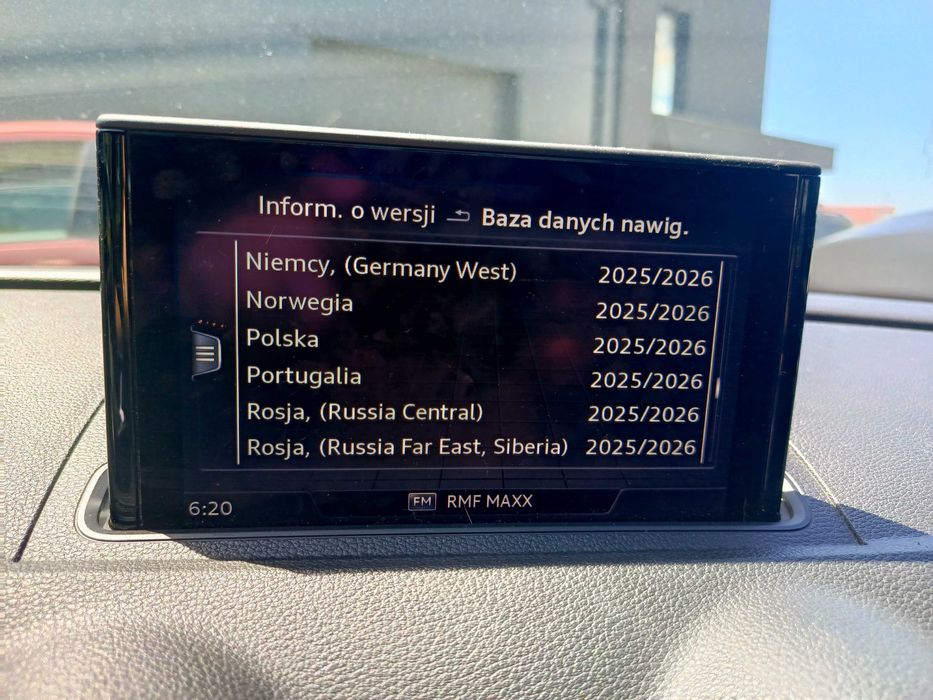 Inform. o wersji Baza danych nawig.
Niemcy, (Germany West) 2025/2026
Norwegia 2025/2026
Polska 2025/2026
Portugalia 2025/2026
Rosja, (Russia Central) 2025/2026
Rosja, (Russia Far East, Siberia) 2025/2026
6:20 FM RMF MAXX